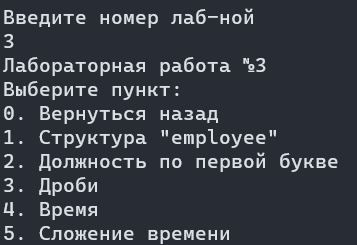 Введите номер лаб-ной
3
Лабораторная работа №3
Выберите пункт:
0. Вернуться назад
1. Структура "employee"
2. Должность по первой букве
3. Дроби
4. Время
5. Сложение времени